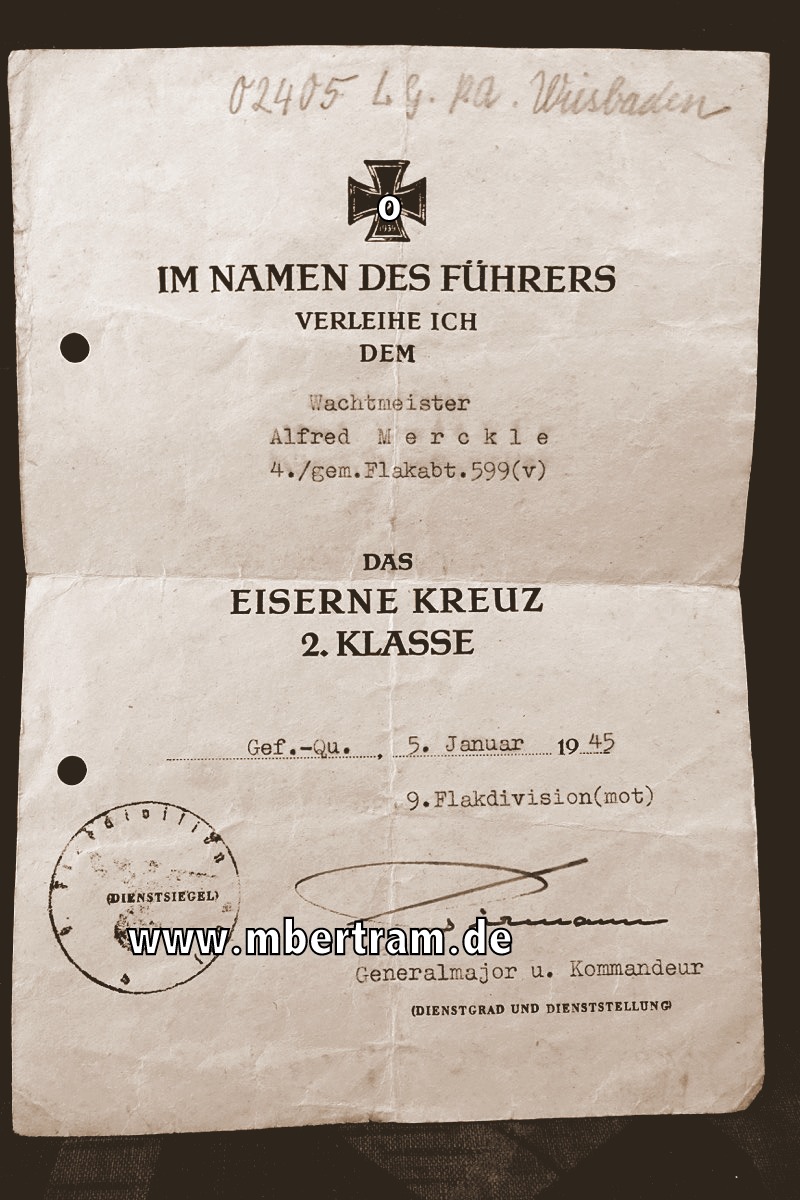 02405 L.G.P.A. Wiesbaden
0
1939
IM NAMEN DES FÜHRERS
VERLEIHE ICH
DEM
Wachtmeister
Alfred Merckle
4./gem.Flakabt.599(v)
DAS
EISERNE KREUZ
2. KLASSE
Gef.-Qu. , 5. Januar 1945
9.Flakdivision(mot)
(DIENSTSIEGEL)
www.mbertram.de
Generalmajor u. Kommandeur
(DIENSTGRAD UND DIENSTSTELLUNG)